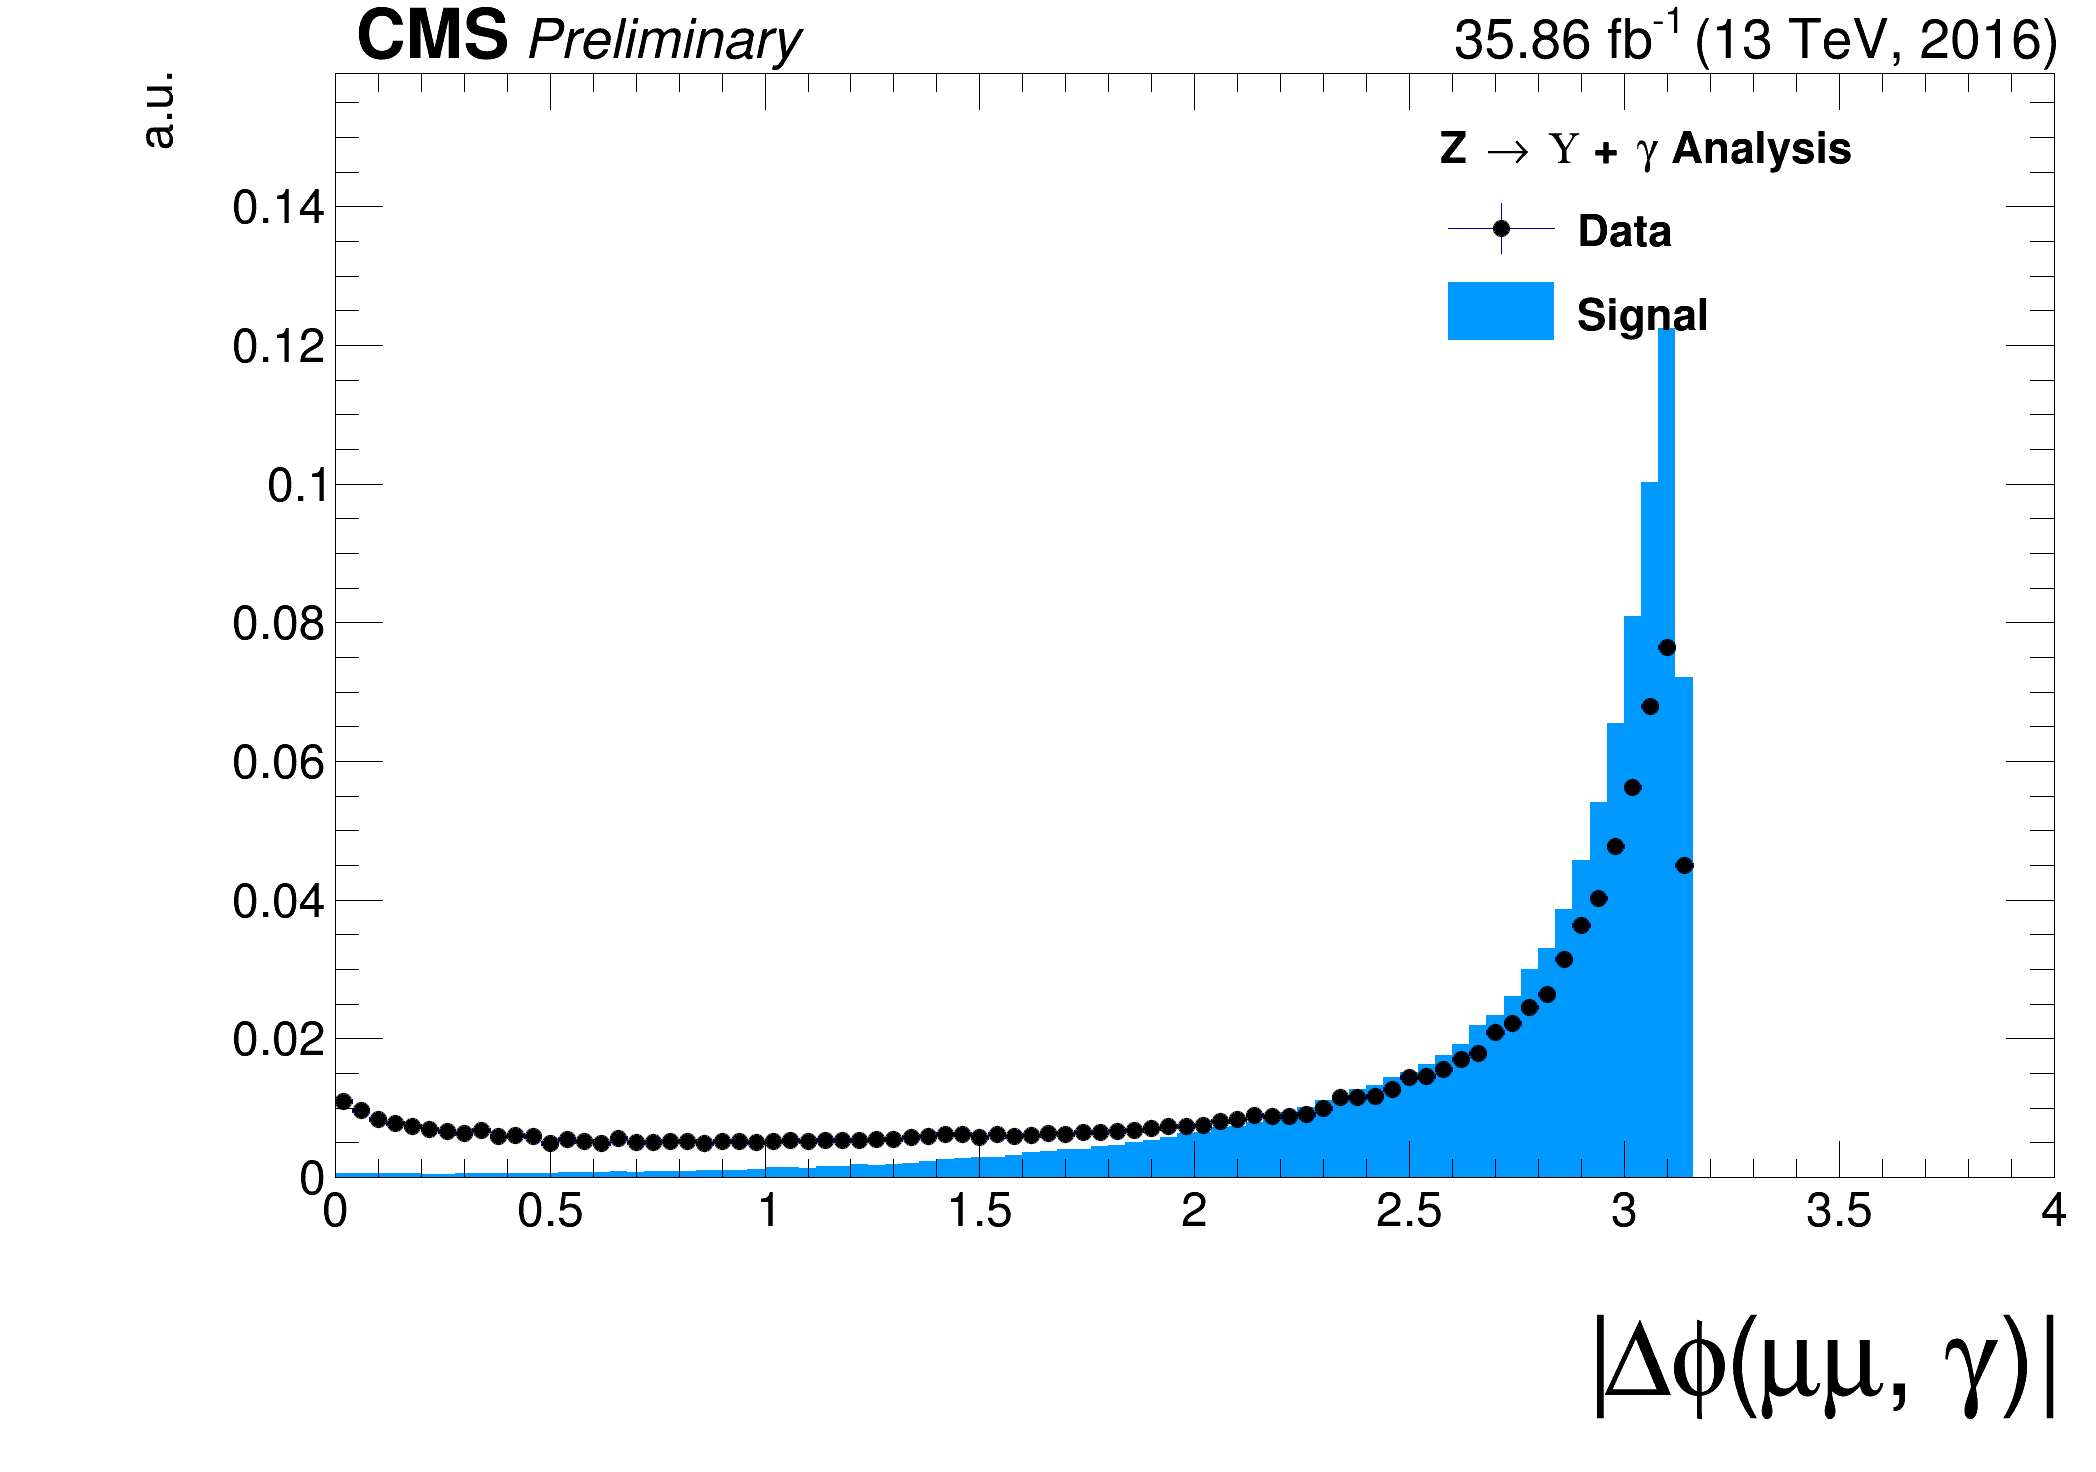 CMS Preliminary 35.86 fb⁻¹ (13 TeV, 2016)
a.u.
Z → Υ + γ Analysis
Data
Signal
0.14
0.12
0.1
0.08
0.06
0.04
0.02
0
0 0.5 1 1.5 2 2.5 3 3.5 4
|Δϕ(μμ, γ)|